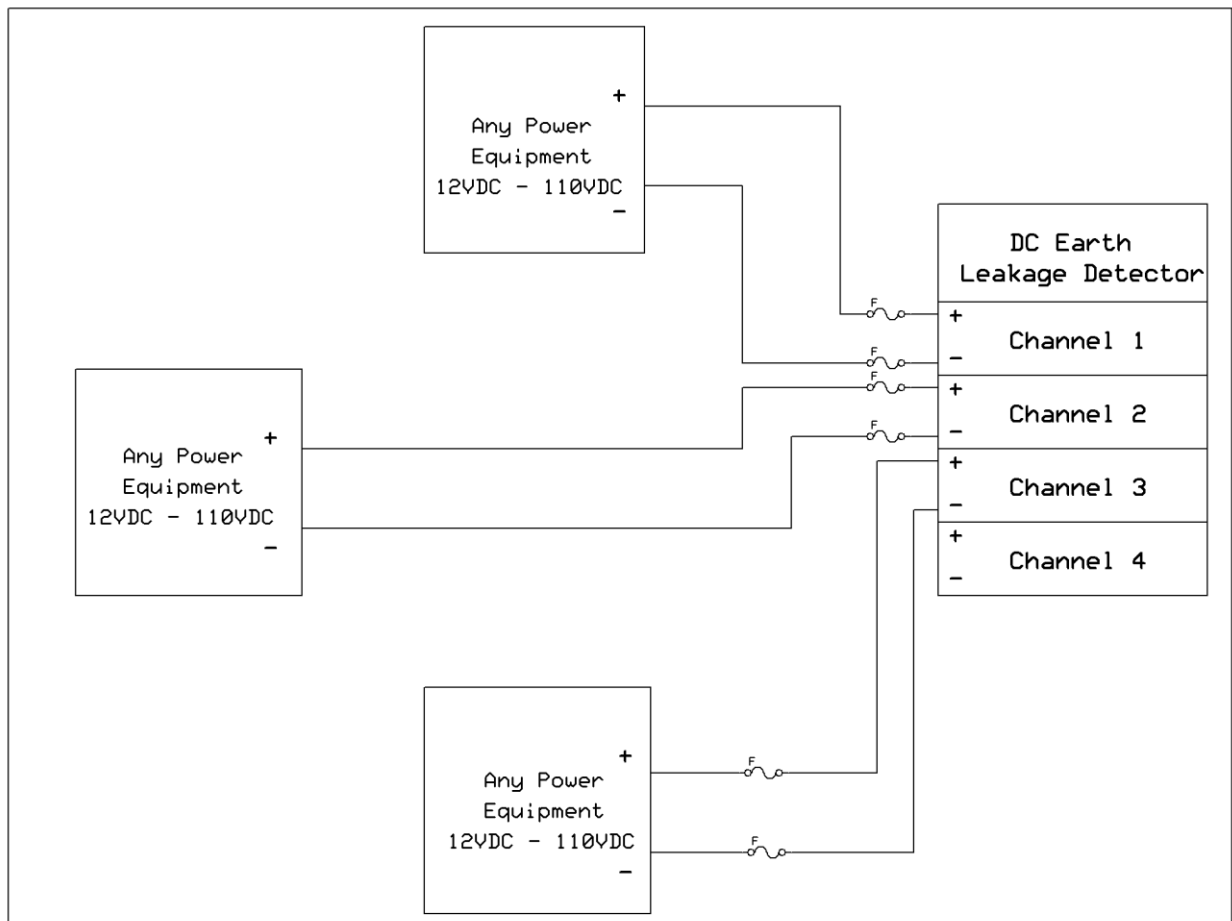 +
Any Power
Equipment
12VDC - 110VDC
-
DC Earth
Leakage Detector
F
+
Channel 1
F
-
F
+
Channel 2
F
-
+
Channel 3
-
+
Channel 4
-
+
Any Power
Equipment
12VDC - 110VDC
-
+
Any Power
Equipment
12VDC - 110VDC
-
F
F